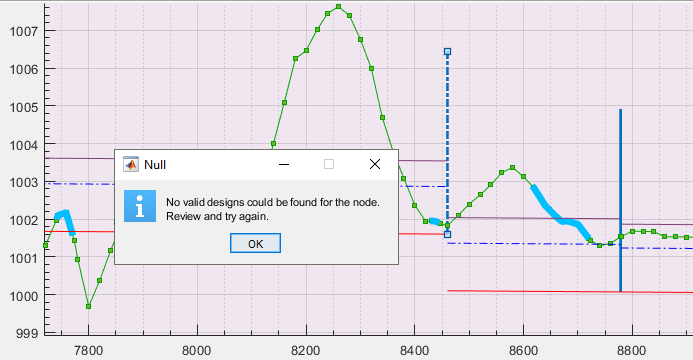 1007
1006
1005
1004
1003
1002
1001
1000
999
Null
No valid designs could be found for the node.
Review and try again.
OK
7800 8000 8200 8400 8600 8800